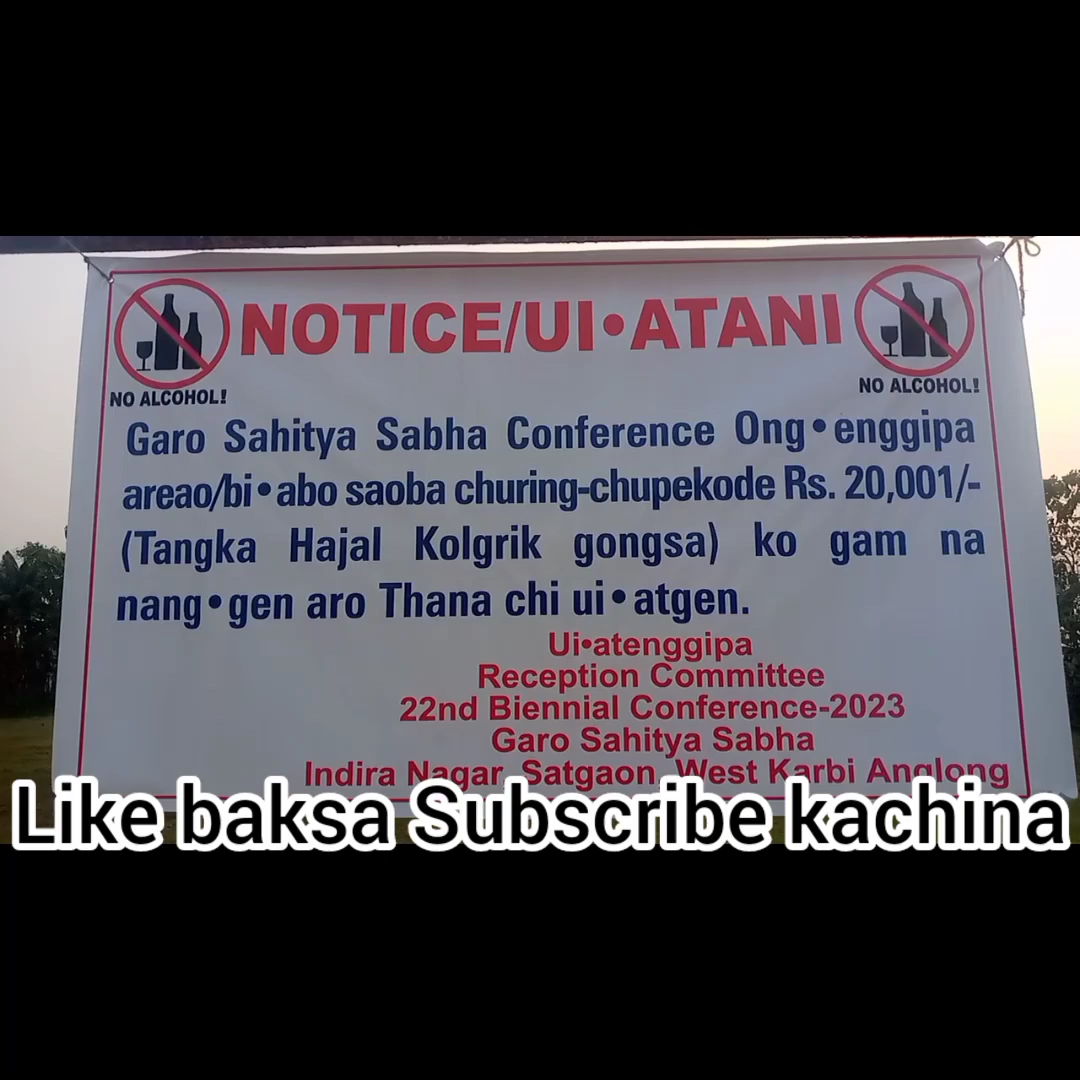 NOTICE/UI•ATANI
NO ALCOHOL!
NO ALCOHOL!
Garo Sahitya Sabha Conference Ong•enggipa
areao/bi•abo saoba churing-chupekode Rs. 20,001/-
(Tangka Hajal Kolgrik gongsa) ko gam na
nang•gen aro Thana chi ui•atgen.
Ui•atenggipa
Reception Committee
22nd Biennial Conference-2023
Garo Sahitya Sabha
Indira Nagar, Satgaon, West Karbi Anglong
Like baksa Subscribe kachina